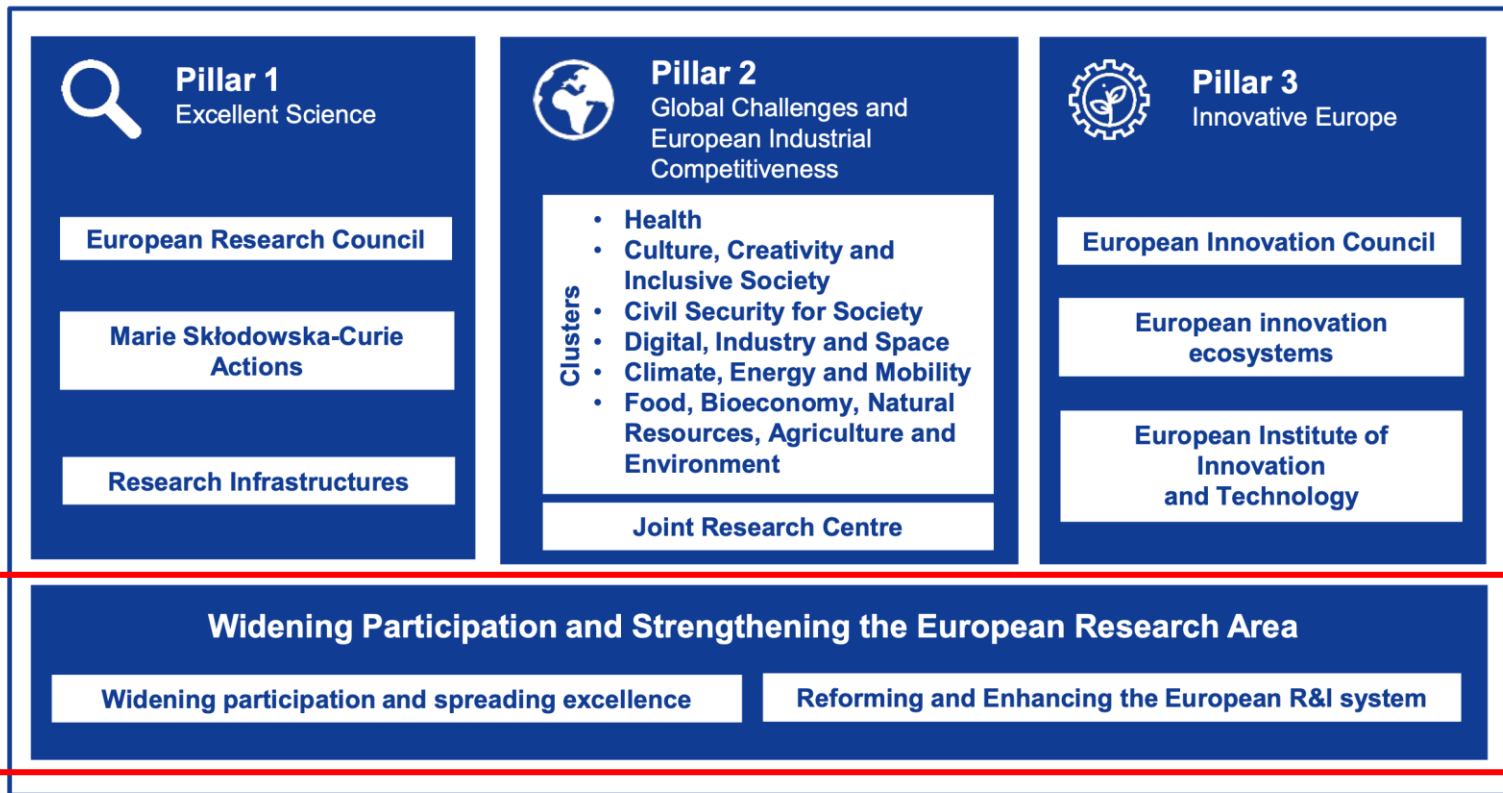 Pillar 1
Excellent Science
European Research Council
Marie Skłodowska-Curie
Actions
Research Infrastructures
Pillar 2
Global Challenges and
European Industrial
Competitiveness
Clusters
• Health
• Culture, Creativity and
Inclusive Society
• Civil Security for Society
• Digital, Industry and Space
• Climate, Energy and Mobility
• Food, Bioeconomy, Natural
Resources, Agriculture and
Environment
Joint Research Centre
Pillar 3
Innovative Europe
European Innovation Council
European innovation
ecosystems
European Institute of
Innovation
and Technology
Widening Participation and Strengthening the European Research Area
Widening participation and spreading excellence
Reforming and Enhancing the European R&I system